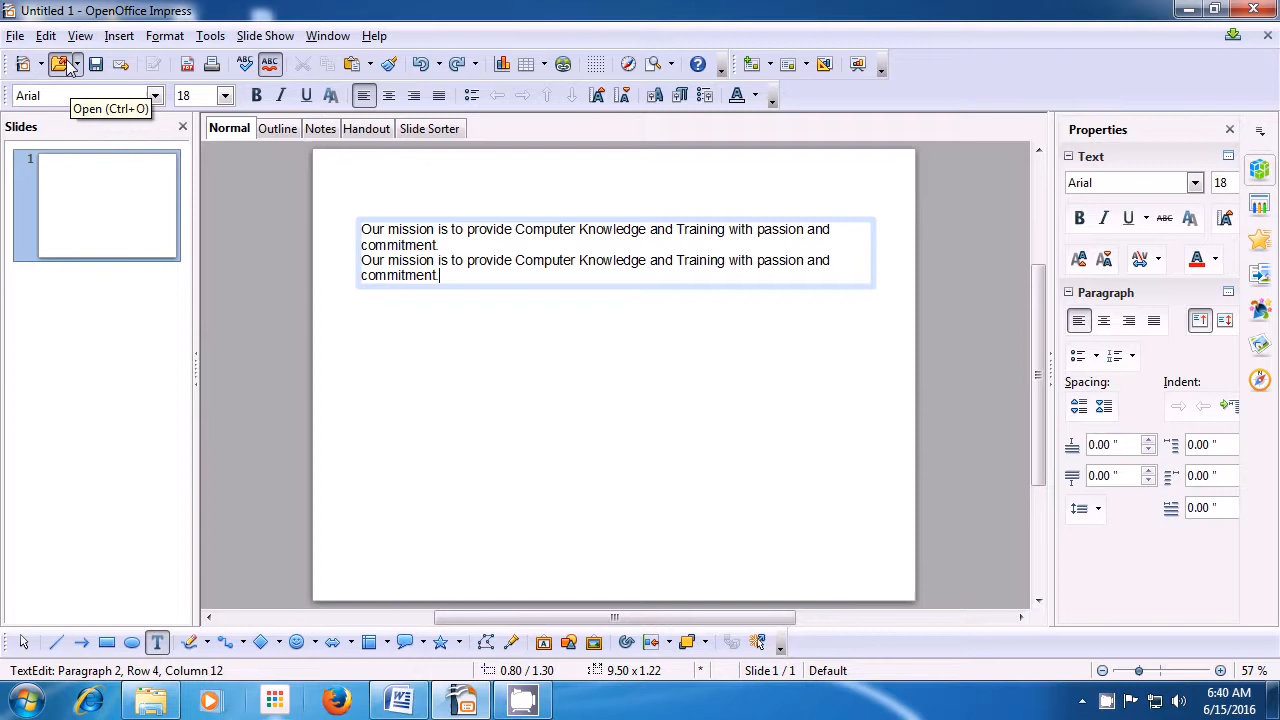 Untitled 1 - OpenOffice Impress
File Edit View Insert Format Tools Slide Show Window Help
Arial 18
Open (Ctrl+O)
Slides
Normal Outline Notes Handout Slide Sorter
Properties
1
Text
Arial 18
Our mission is to provide Computer Knowledge and Training with passion and
commitment.
Our mission is to provide Computer Knowledge and Training with passion and
commitment.
Paragraph
Spacing: Indent:
0.00 " 0.00 "
0.00 " 0.00 "
0.00 "
TextEdit: Paragraph 2, Row 4, Column 12 0.80 / 1.30 9.50 x 1.22 * Slide 1 / 1 Default 57 %
6:40 AM
6/15/2016